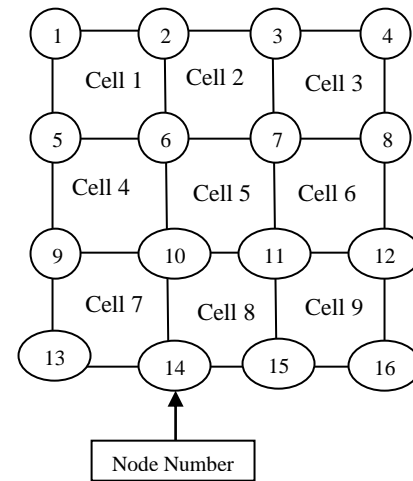 1 2 3 4
Cell 1 Cell 2 Cell 3
5 6 7 8
Cell 4 Cell 5 Cell 6
9 10 11 12
Cell 7 Cell 8 Cell 9
13 14 15 16
Node Number